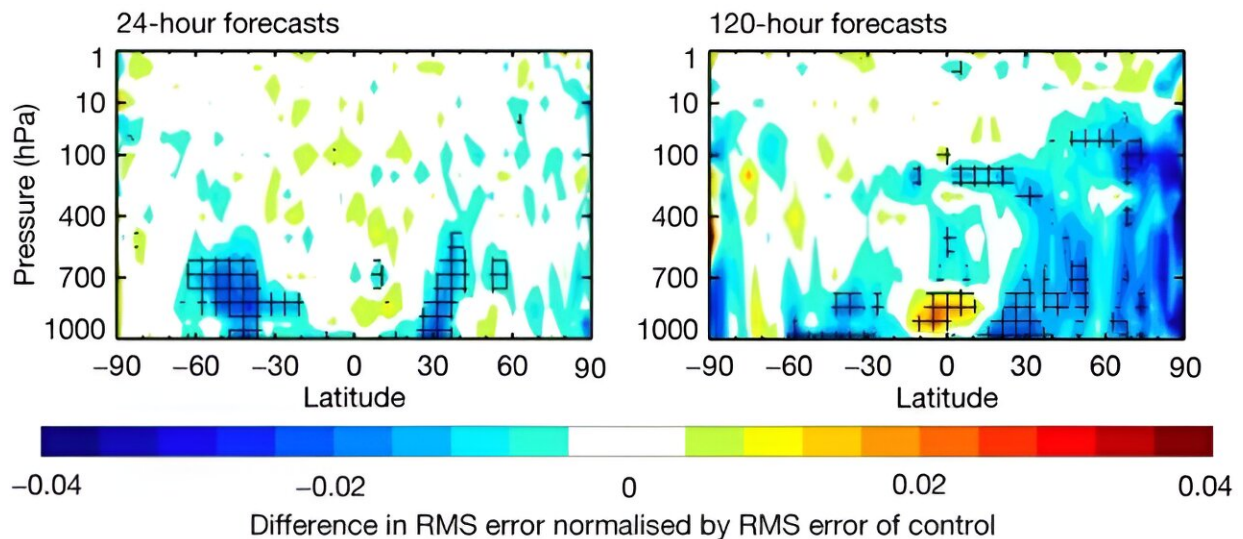 24-hour forecasts
120-hour forecasts
Pressure (hPa)
1
10
100
400
700
1000
−90 −60 −30 0 30 60 90
Latitude
1
10
100
400
700
1000
−90 −60 −30 0 30 60 90
Latitude
−0.04 −0.02 0 0.02 0.04
Difference in RMS error normalised by RMS error of control